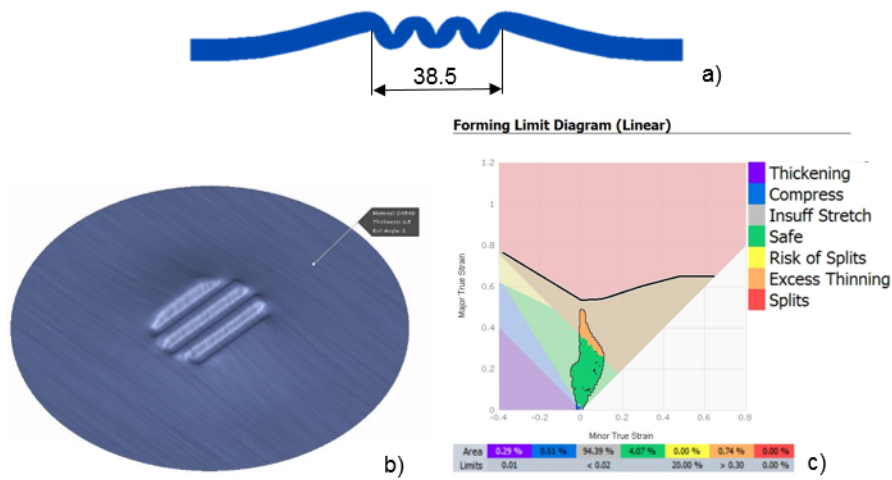 38.5
a)
Forming Limit Diagram (Linear)
1.2
1
0.8
0.6
0.4
0.2
0
-0.4
-0.2
0
0.2
0.4
0.6
0.8
Major True Strain
Minor True Strain
Thickening
Compress
Insuff Stretch
Safe
Risk of Splits
Excess Thinning
Splits
b)
Area 0.29 % 0.51 % 94.39 % 4.07 % 0.00 % 0.74 % 0.00 %
Limits 0.01 < 0.02 20.00 % > 0.30 0.00 %
c)